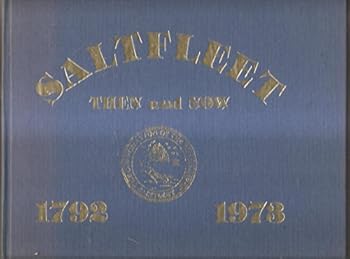 SALTFLEET
THEN and NOW
1792 1973